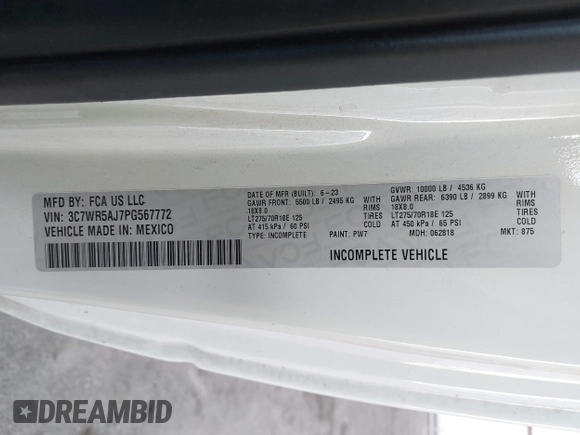 MFD BY: FCA US LLC
VIN: 3C7WR5AJ7PG567772
VEHICLE MADE IN: MEXICO
DATE OF MFR (BUILT): 6-23
GAWR FRONT: 5500 LB / 2495 KG WITH
18X8.0 RIMS
LT275/70R18E 125 TIRES
AT 415 kPa / 60 PSI COLD
TYPE: INCOMPLETE
GVWR: 10000 LB / 4536 KG
GAWR REAR: 6390 LB / 2899 KG WITH
18X8.0 RIMS
LT275/70R18E 125 TIRES
AT 450 kPa / 65 PSI COLD
PAINT: PW7 MDH: 062818 MKT: 875
INCOMPLETE VEHICLE
DREAMBID